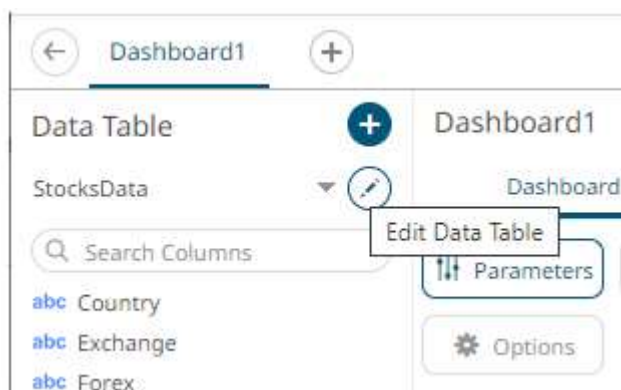 Dashboard1
Data Table
Dashboard1
StocksData
Dashboard
Edit Data Table
Search Columns
Parameters
abc Country
abc Exchange
Options
abc Forex